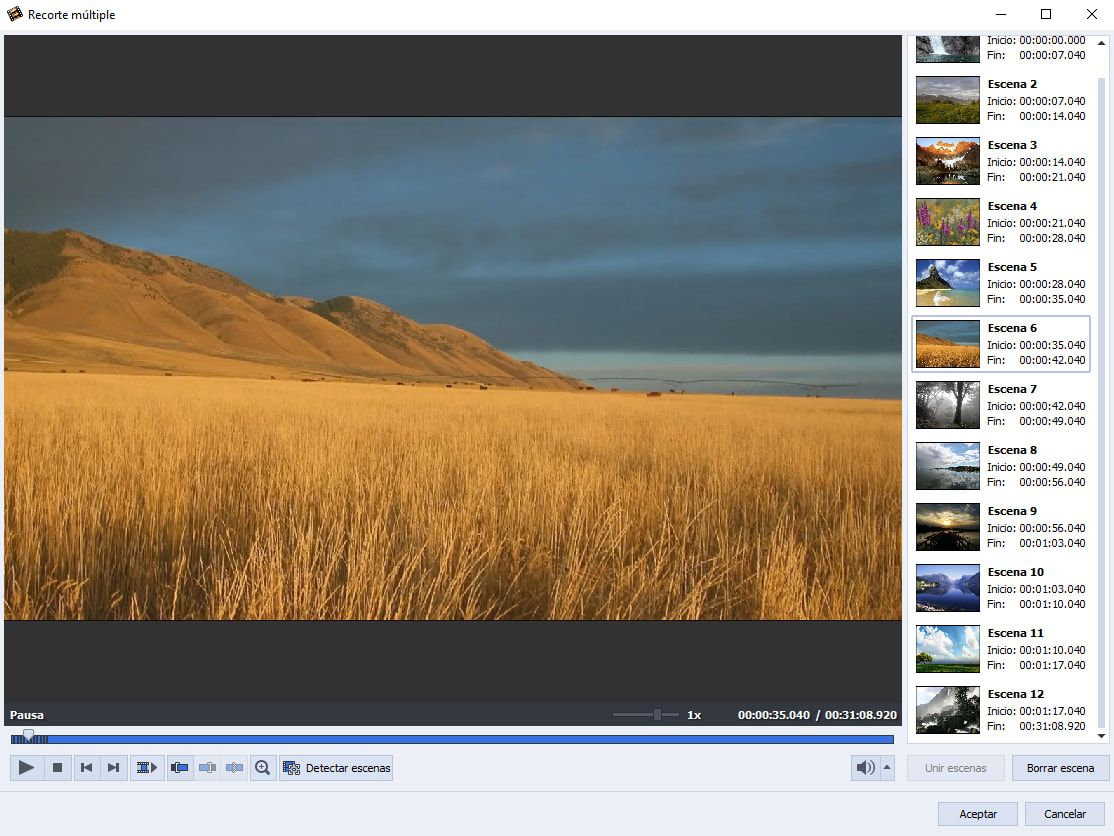 Recorte múltiple
Inicio: 00:00:00.000
Fin: 00:00:07.040
Escena 2
Inicio: 00:00:07.040
Fin: 00:00:14.040
Escena 3
Inicio: 00:00:14.040
Fin: 00:00:21.040
Escena 4
Inicio: 00:00:21.040
Fin: 00:00:28.040
Escena 5
Inicio: 00:00:28.040
Fin: 00:00:35.040
Escena 6
Inicio: 00:00:35.040
Fin: 00:00:42.040
Escena 7
Inicio: 00:00:42.040
Fin: 00:00:49.040
Escena 8
Inicio: 00:00:49.040
Fin: 00:00:56.040
Escena 9
Inicio: 00:00:56.040
Fin: 00:01:03.040
Escena 10
Inicio: 00:01:03.040
Fin: 00:01:10.040
Escena 11
Inicio: 00:01:10.040
Fin: 00:01:17.040
Escena 12
Inicio: 00:01:17.040
Fin: 00:31:08.920
Pausa 1x 00:00:35.040 / 00:31:08.920
Detectar escenas Unir escenas Borrar escena
Aceptar Cancelar